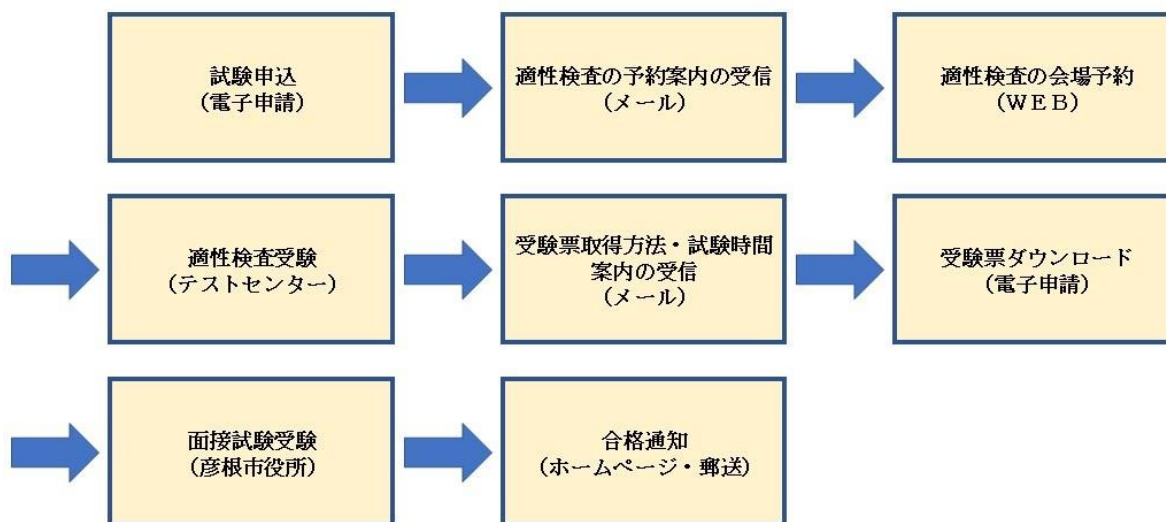 試験申込
(電子申請)
適性検査の予約案内の受信
(メール)
適性検査の会場予約
(ＷＥＢ)
適性検査受験
(テストセンター)
受験票取得方法・試験時間
案内の受信
(メール)
受験票ダウンロード
(電子申請)
面接試験受験
(彦根市役所)
合格通知
(ホームページ・郵送)